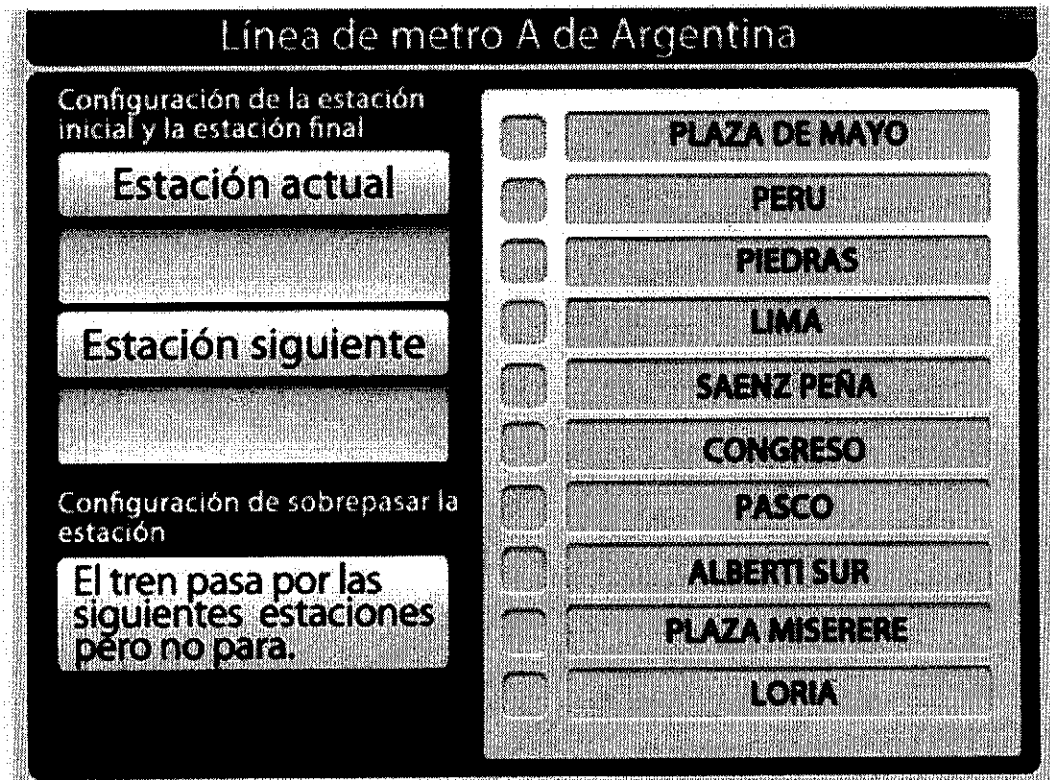 Línea de metro A de Argentina
Configuración de la estación
inicial y la estación final
Estación actual
Estación siguiente
Configuración de sobrepasar la
estación
El tren pasa por las
siguientes estaciones
pero no para.
PLAZA DE MAYO
PERU
PIEDRAS
LIMA
SAENZ PEÑA
CONGRESO
PASCO
ALBERTI SUR
PLAZA MISERERE
LORIA